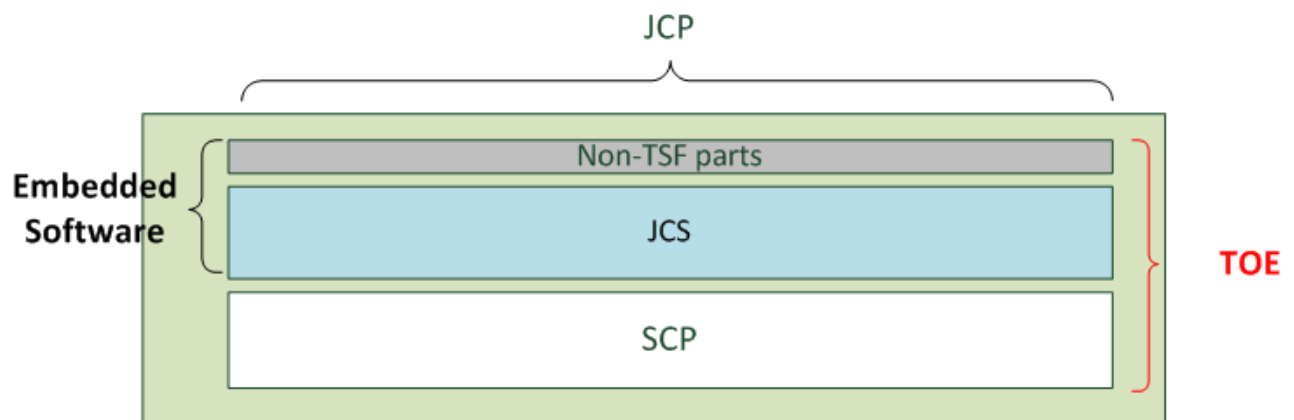 JCP
Non-TSF parts
Embedded
Software
JCS
TOE
SCP